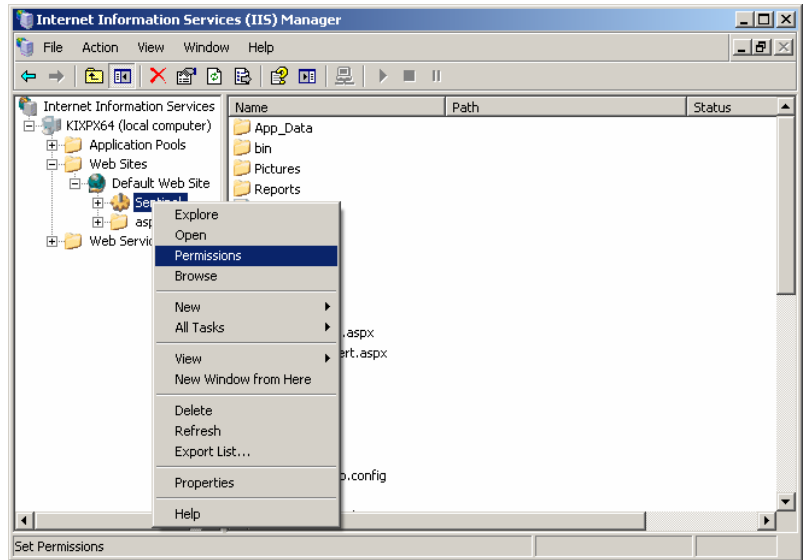 Internet Information Services (IIS) Manager
File Action View Window Help
Internet Information Services
KIXPX64 (local computer)
Application Pools
Web Sites
Default Web Site
Sentinel
asp
Web Servic
Name Path Status
App_Data
bin
Pictures
Reports
.aspx
ert.aspx
o.config
Explore
Open
Permissions
Browse
New
All Tasks
View
New Window from Here
Delete
Refresh
Export List...
Properties
Help
Set Permissions